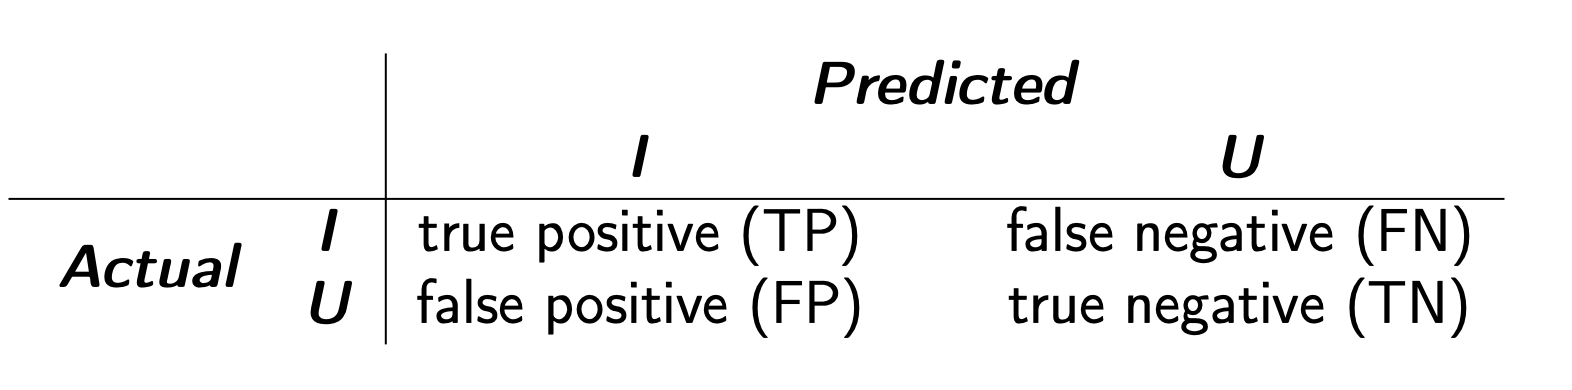 Predicted
I U
Actual I true positive (TP) false negative (FN)
U false positive (FP) true negative (TN)